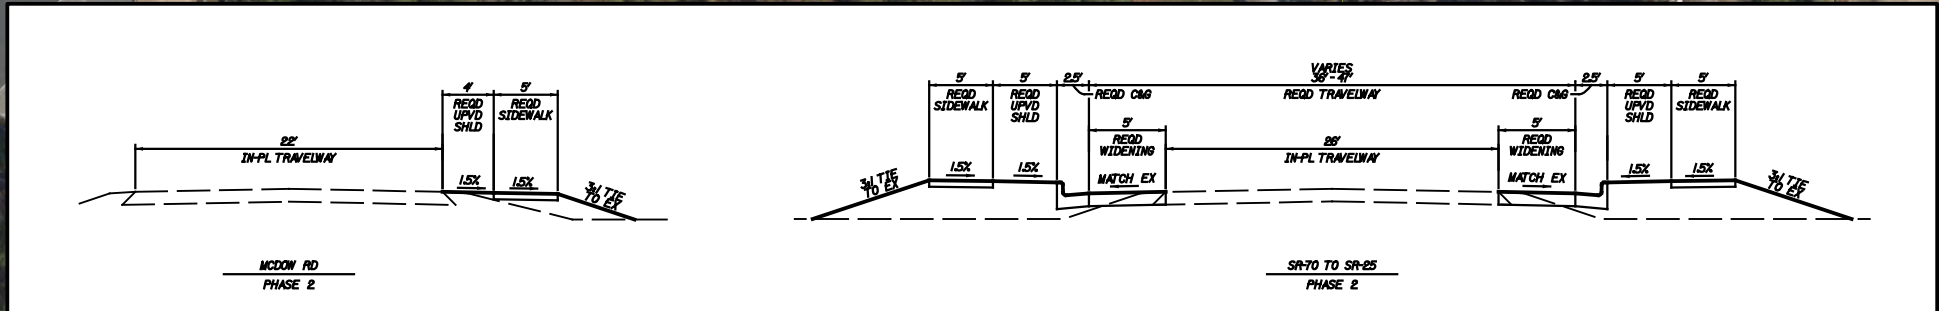 4' 5'
REQD UPVD SHLD
REQD SIDEWALK
22'
IN-PL TRAVELWAY
1.5% 1.5%
3:1 TIE TO EX
MCDOW RD
PHASE 2
VARIES
36' - 41'
5' 5' 2.5' 2.5' 5' 5'
REQD SIDEWALK
REQD UPVD SHLD
REQD C&G
REQD TRAVELWAY
REQD C&G
REQD UPVD SHLD
REQD SIDEWALK
5' 5'
REQD WIDENING
26'
IN-PL TRAVELWAY
REQD WIDENING
3:1 TIE TO EX
1.5% 1.5%
MATCH EX
MATCH EX
1.5% 1.5%
3:1 TIE TO EX
SR-70 TO SR-25
PHASE 2